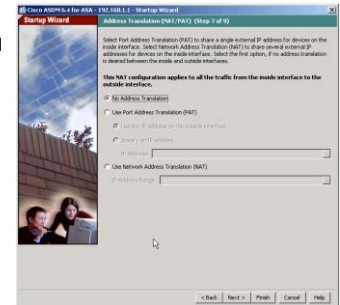 Cisco ASDM 6.4 for ASA - 192.168.1.1 - Startup Wizard
Startup Wizard
Address Translation (NAT/PAT) (Step 7 of 9)
Select Port Address Translation (PAT) to share a single external IP address for devices on the
inside interface. Select Network Address Translation (NAT) to share several external IP
addresses for devices on the inside interface. Select the first option, if no address translation
is desired between the inside and outside interfaces.
This NAT configuration applies to all the traffic from the inside interface to the
outside interface.
No Address Translation
Use Port Address Translation (PAT)
Use the IP address on the outside interface
Specify an IP address
IP Address:
Use Network Address Translation (NAT)
IP Address Range:
< Back
Next >
Finish
Cancel
Help